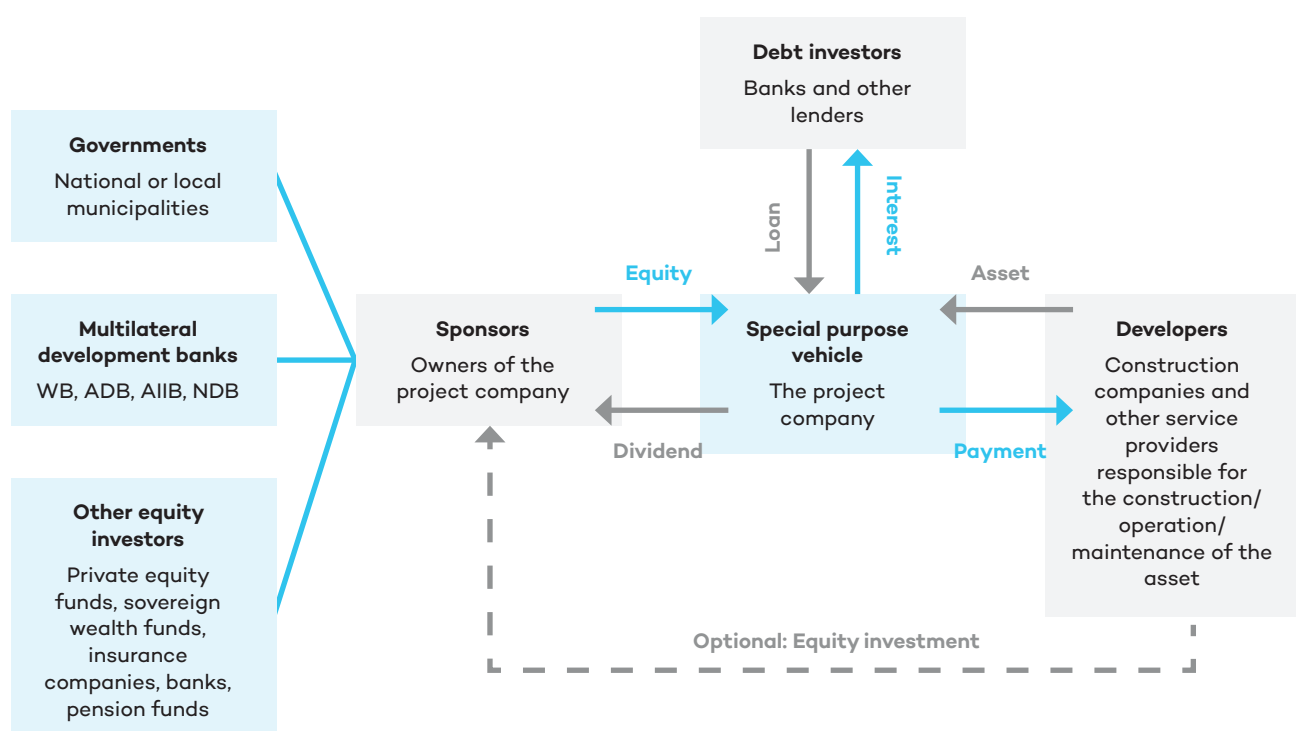 Debt investors
Banks and other
lenders
Governments
National or local
municipalities
Loan
Interest
Equity
Asset
Multilateral
development banks
WB, ADB, AIIB, NDB
Sponsors
Owners of the
project company
Special purpose
vehicle
The project
company
Developers
Construction
companies and
other service
providers
responsible for
the construction/
operation/
maintenance of the
asset
Dividend
Payment
Other equity
investors
Private equity
funds, sovereign
wealth funds,
insurance
companies, banks,
pension funds
Optional: Equity investment